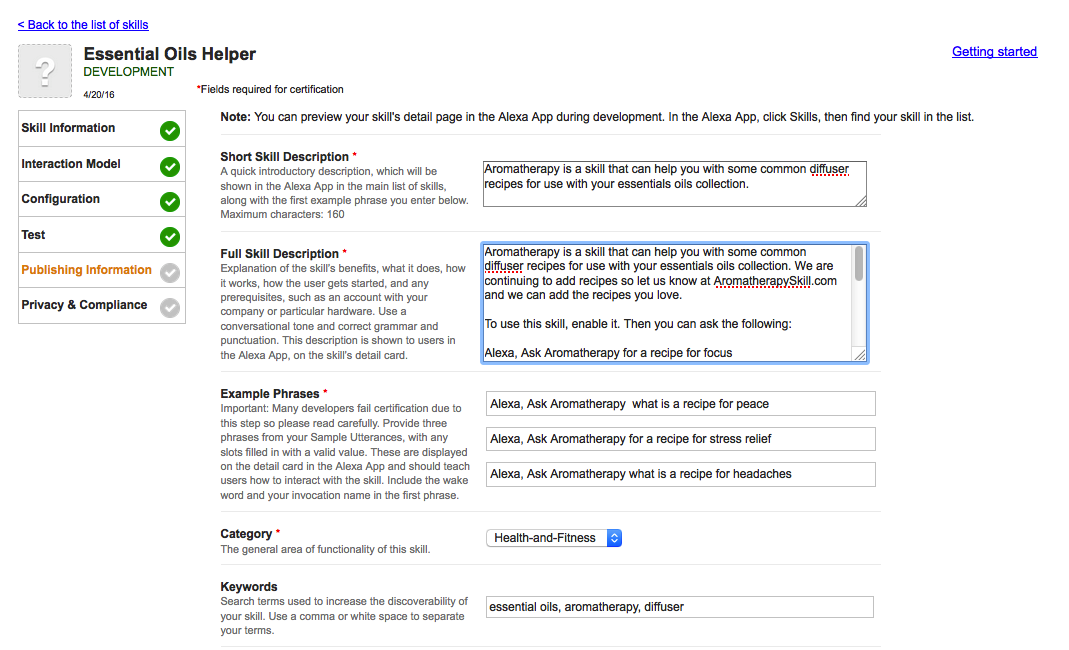 < Back to the list of skills
?
Essential Oils Helper
DEVELOPMENT
4/20/16
Getting started
*Fields required for certification
Skill Information
Interaction Model
Configuration
Test
Publishing Information
Privacy & Compliance
Note: You can preview your skill's detail page in the Alexa App during development. In the Alexa App, click Skills, then find your skill in the list.
Short Skill Description *
A quick introductory description, which will be
shown in the Alexa App in the main list of skills,
along with the first example phrase you enter below.
Maximum characters: 160
Aromatherapy is a skill that can help you with some common diffuser
recipes for use with your essentials oils collection.
Full Skill Description *
Explanation of the skill's benefits, what it does, how
it works, how the user gets started, and any
prerequisites, such as an account with your
company or particular hardware. Use a
conversational tone and correct grammar and
punctuation. This description is shown to users in
the Alexa App, on the skill's detail card.
Aromatherapy is a skill that can help you with some common
diffuser recipes for use with your essentials oils collection. We are
continuing to add recipes so let us know at AromatherapySkill.com
and we can add the recipes you love.
To use this skill, enable it. Then you can ask the following:
Alexa, Ask Aromatherapy for a recipe for focus
Example Phrases *
Important: Many developers fail certification due to
this step so please read carefully. Provide three
phrases from your Sample Utterances, with any
slots filled in with a valid value. These are displayed
on the detail card in the Alexa App and should teach
users how to interact with the skill. Include the wake
word and your invocation name in the first phrase.
Alexa, Ask Aromatherapy  what is a recipe for peace
Alexa, Ask Aromatherapy for a recipe for stress relief
Alexa, Ask Aromatherapy what is a recipe for headaches
Category *
The general area of functionality of this skill.
Health-and-Fitness
Keywords
Search terms used to increase the discoverability of
your skill. Use a comma or white space to separate
your terms.
essential oils, aromatherapy, diffuser